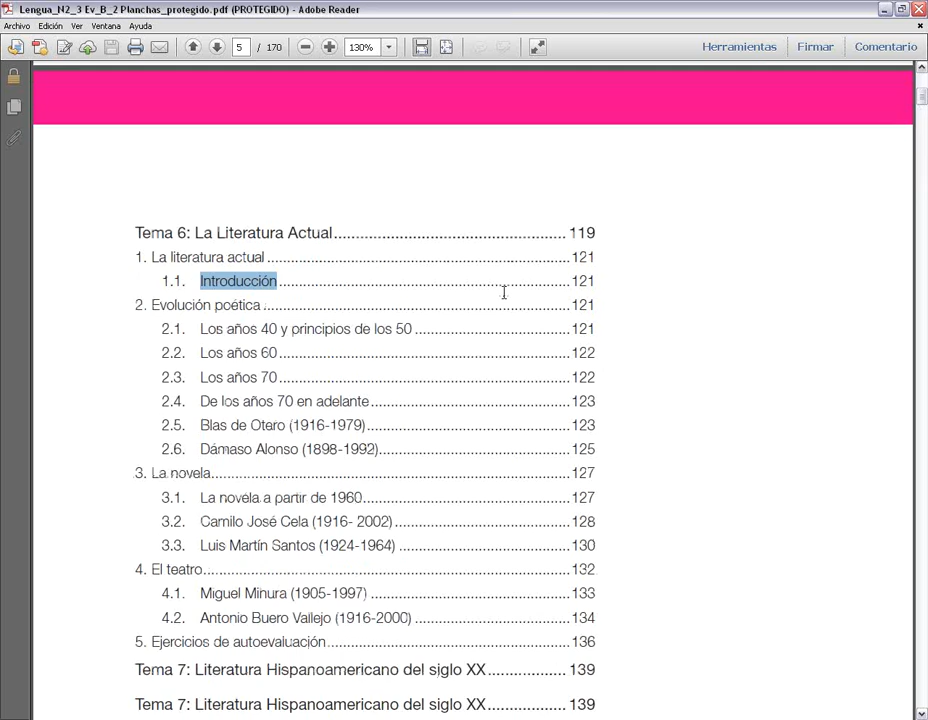 Lengua_N2_3 Ev_B_2 Planchas_protegido.pdf (PROTEGIDO) - Adobe Reader
Archivo Edición Ver Ventana Ayuda
5 / 170 130% Herramientas Firmar Comentario
Tema 6: La Literatura Actual.......................................................... 119
1. La literatura actual ............................................................................121
1.1. Introducción.........................................................................121
2. Evolución poética .............................................................................121
2.1. Los años 40 y principios de los 50 .......................................121
2.2. Los años 60.........................................................................122
2.3. Los años 70.........................................................................122
2.4. De los años 70 en adelante..................................................123
2.5. Blas de Otero (1916-1979)...................................................123
2.6. Dámaso Alonso (1898-1992)................................................125
3. La novela..........................................................................................127
3.1. La novela a partir de 1960....................................................127
3.2. Camilo José Cela (1916- 2002) ............................................128
3.3. Luis Martín Santos (1924-1964) ...........................................130
4. El teatro............................................................................................132
4.1. Miguel Minura (1905-1997) ..................................................133
4.2. Antonio Buero Vallejo (1916-2000) .......................................134
5. Ejercicios de autoevaluación.............................................................136
Tema 7: Literatura Hispanoamericano del siglo XX................... 139
Tema 7: Literatura Hispanoamericano del siglo XX................... 139